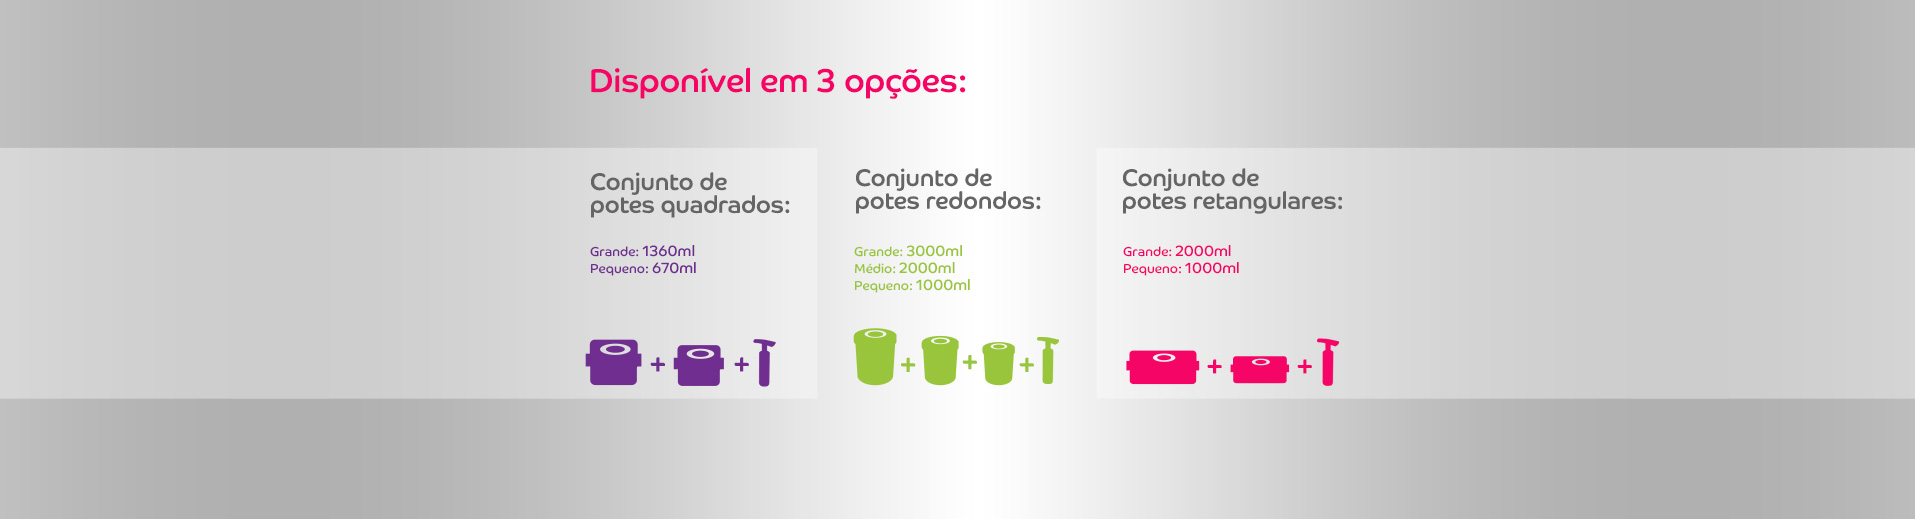 Disponível em 3 opções:
Conjunto de
potes quadrados:
Grande: 1360ml
Pequeno: 670ml
Conjunto de
potes redondos:
Grande: 3000ml
Médio: 2000ml
Pequeno: 1000ml
Conjunto de
potes retangulares:
Grande: 2000ml
Pequeno: 1000ml